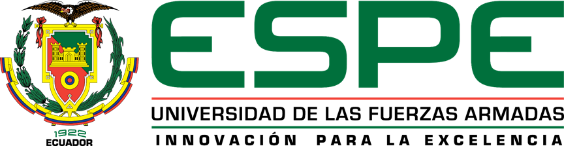 1922
ECUADOR
ESPE
UNIVERSIDAD DE LAS FUERZAS ARMADAS
INNOVACIÓN PARA LA EXCELENCIA